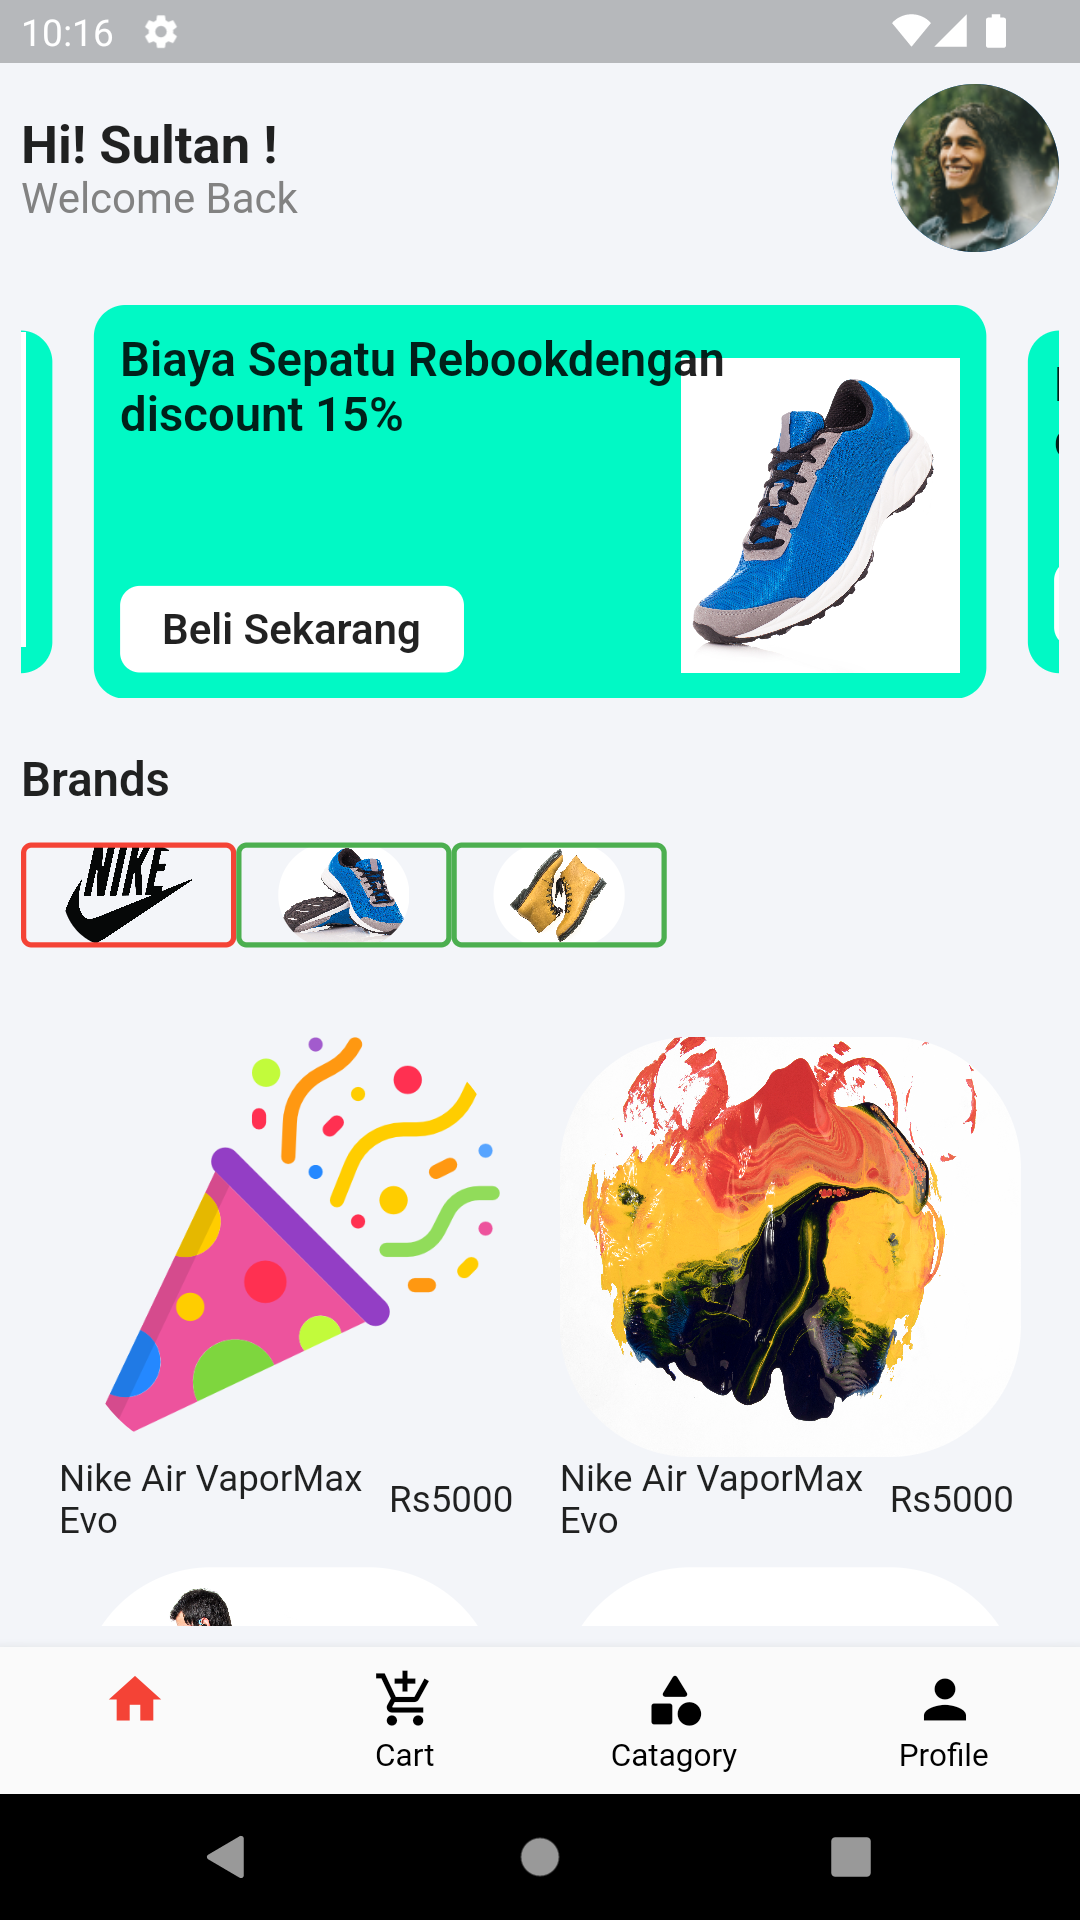 10:16
Hi! Sultan !
Welcome Back
Biaya Sepatu Rebookdengan
discount 15%
Beli Sekarang
Brands
NIKE
Nike Air VaporMax
Evo
Rs5000
Nike Air VaporMax
Evo
Rs5000
Cart
Catagory
Profile